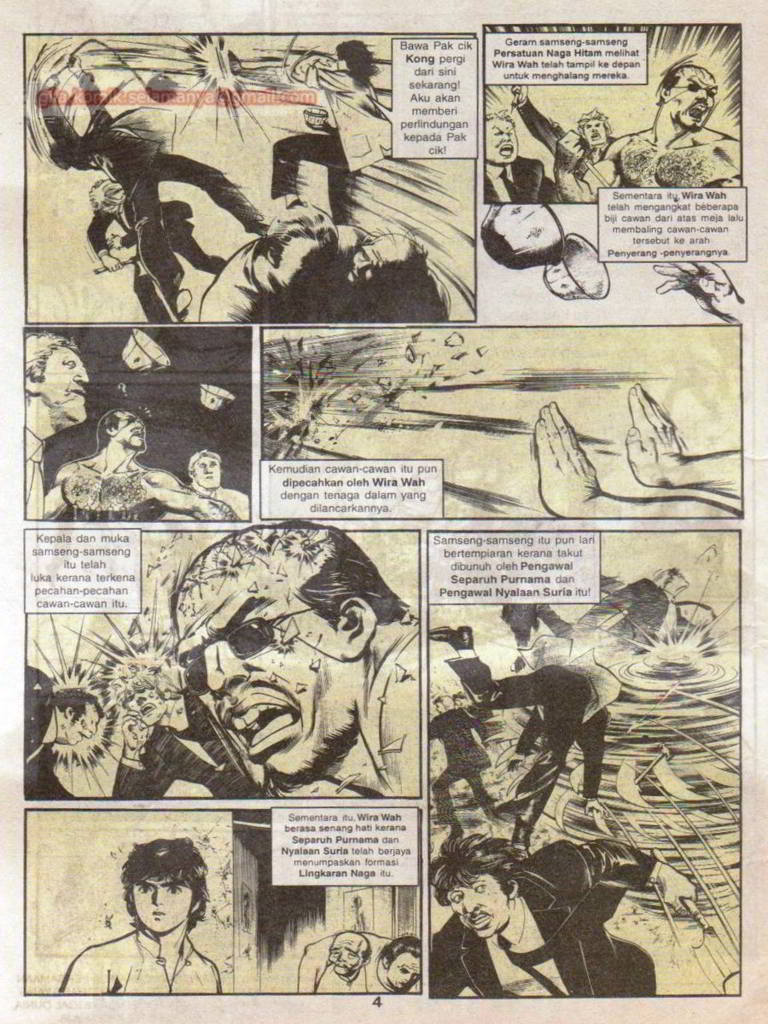 Bawa Pak cik
Kong pergi
dari sini
sekarang!
Aku akan
memberi
perlindungan
kepada Pak
cik!
Geram samseng-samseng
Persatuan Naga Hitam melihat
Wira Wah telah tampil ke depan
untuk menghalang mereka.
Sementara itu, Wira Wah
telah mengangkat beberapa
biji cawan dari atas meja lalu
membaling cawan-cawan
tersebut ke arah
Penyerang -penyerangnya.
Kemudian cawan-cawan itu pun
dipecahkan oleh Wira Wah
dengan tenaga dalam yang
dilancarkannya.
Kepala dan muka
samseng-samseng
itu telah
luka kerana terkena
pecahan-pecahan
cawan-cawan itu.
Samseng-samseng itu pun lari
bertempiaran kerana takut
dibunuh oleh Pengawal
Separuh Purnama dan
Pengawal Nyalaan Suria itu!
Sementara itu, Wira Wah
berasa senang hati kerana
Separuh Purnama dan
Nyalaan Suria telah berjaya
menumpaskan formasi
Lingkaran Naga itu.
4